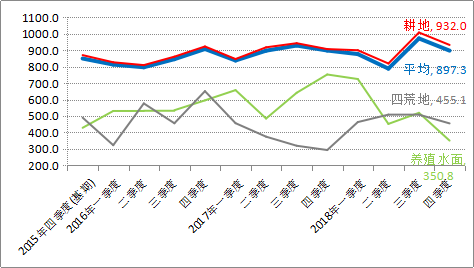 1100.0
1000.0
900.0
800.0
700.0
600.0
500.0
400.0
300.0
200.0
耕地, 932.0
平均, 897.3
四荒地, 455.1
养殖水面,
350.8
2015年四季度(基期)
2016年一季度
二季度
三季度
四季度
2017年一季度
二季度
三季度
四季度
2018年一季度
二季度
三季度
四季度